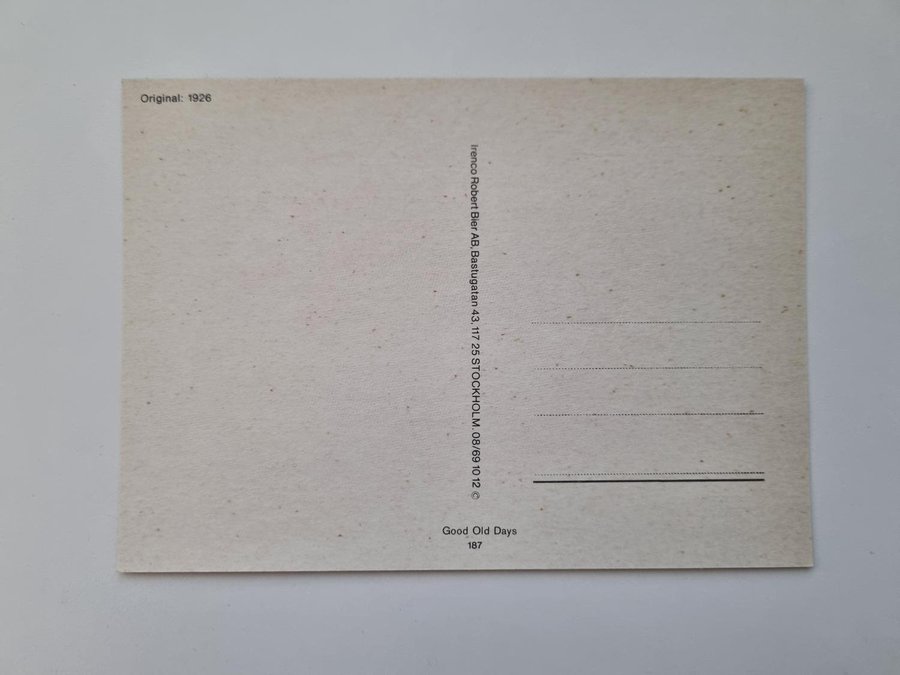 Original: 1926
Irenco Robert Bier AB, Bastugatan 43, 117 25 STOCKHOLM. 08/69 10 12 ©
Good Old Days
187